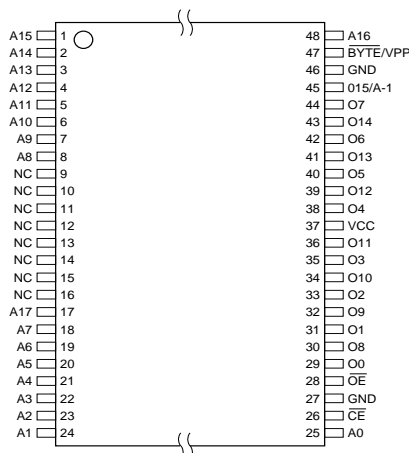 A15 1 48 A16
A14 2 47 BYTE/VPP
A13 3 46 GND
A12 4 45 015/A-1
A11 5 44 O7
A10 6 43 O14
A9 7 42 O6
A8 8 41 O13
NC 9 40 O5
NC 10 39 O12
NC 11 38 O4
NC 12 37 VCC
NC 13 36 O11
NC 14 35 O3
NC 15 34 O10
NC 16 33 O2
A17 17 32 O9
A7 18 31 O1
A6 19 30 O8
A5 20 29 O0
A4 21 28 OE
A3 22 27 GND
A2 23 26 CE
A1 24 25 A0